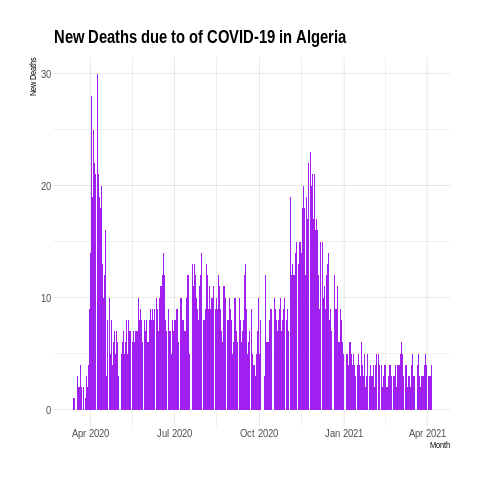 New Deaths due to of COVID-19 in Algeria
New Deaths
30
20
10
0
Apr 2020 Jul 2020 Oct 2020 Jan 2021 Apr 2021
Month